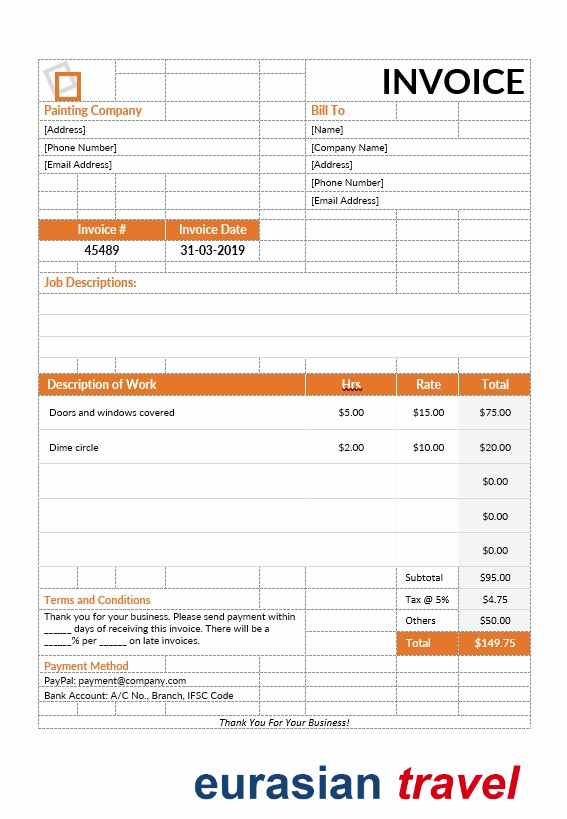 INVOICE
Painting Company
Bill To
[Address]
[Name]
[Phone Number]
[Company Name]
[Email Address]
[Address]
[Phone Number]
[Email Address]
Invoice # Invoice Date
45489 31-03-2019
Job Descriptions:
Description of Work Hrs Rate Total
Doors and windows covered $5.00 $15.00 $75.00
Dime circle $2.00 $10.00 $20.00
$0.00
$0.00
$0.00
Subtotal $95.00
Terms and Conditions
Tax @ 5% $4.75
Thank you for your business. Please send payment within
______ days of receiving this invoice. There will be a
______% per ______ on late invoices.
Others $50.00
Total $149.75
Payment Method
PayPal: payment@company.com
Bank Account: A/C No., Branch, IFSC Code
Thank You For Your Business!
eurasian travel